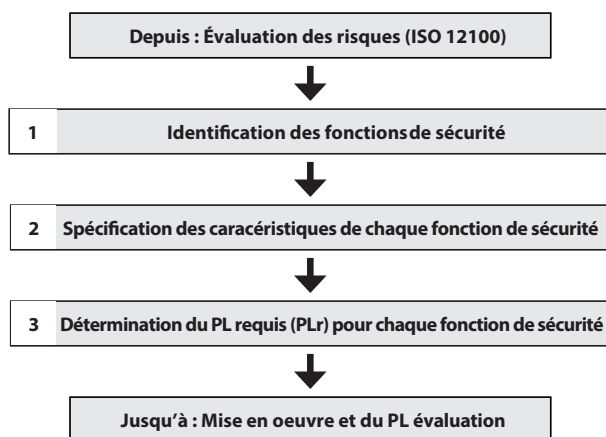 Depuis : Évaluation des risques (ISO 12100)
1 Identification des fonctions de sécurité
2 Spécification des caracéristiques de chaque fonction de sécurité
3 Détermination du PL requis (PLr) pour chaque fonction de sécurité
Jusqu'à : Mise en oeuvre et du PL évaluation